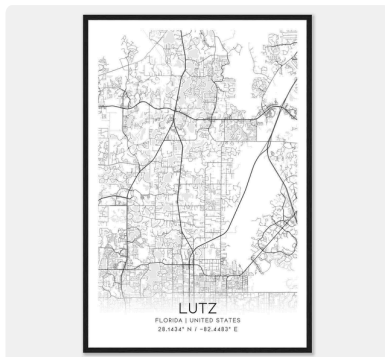 LUTZ
FLORIDA | UNITED STATES
28.1434° N / -82.4483° E